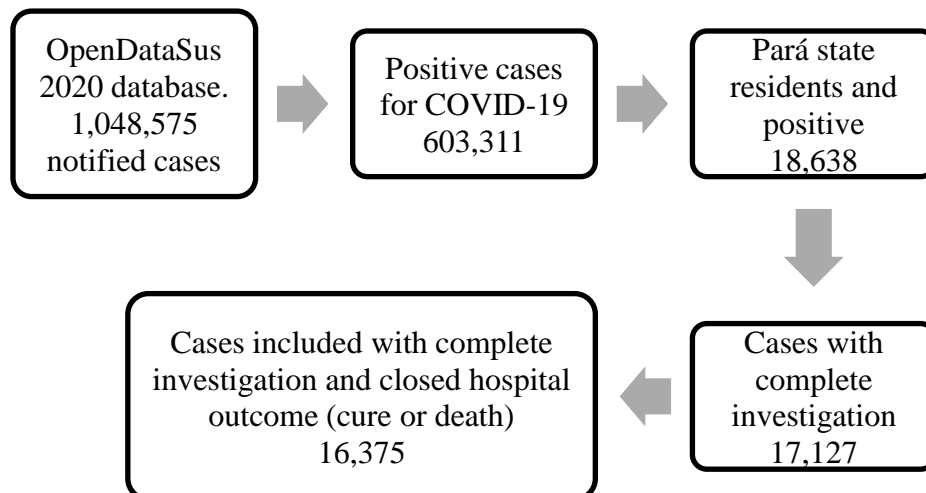 OpenDataSus
2020 database.
1,048,575
notified cases
Positive cases
for COVID-19
603,311
Pará state
residents and
positive
18,638
Cases with
complete
investigation
17,127
Cases included with complete
investigation and closed hospital
outcome (cure or death)
16,375